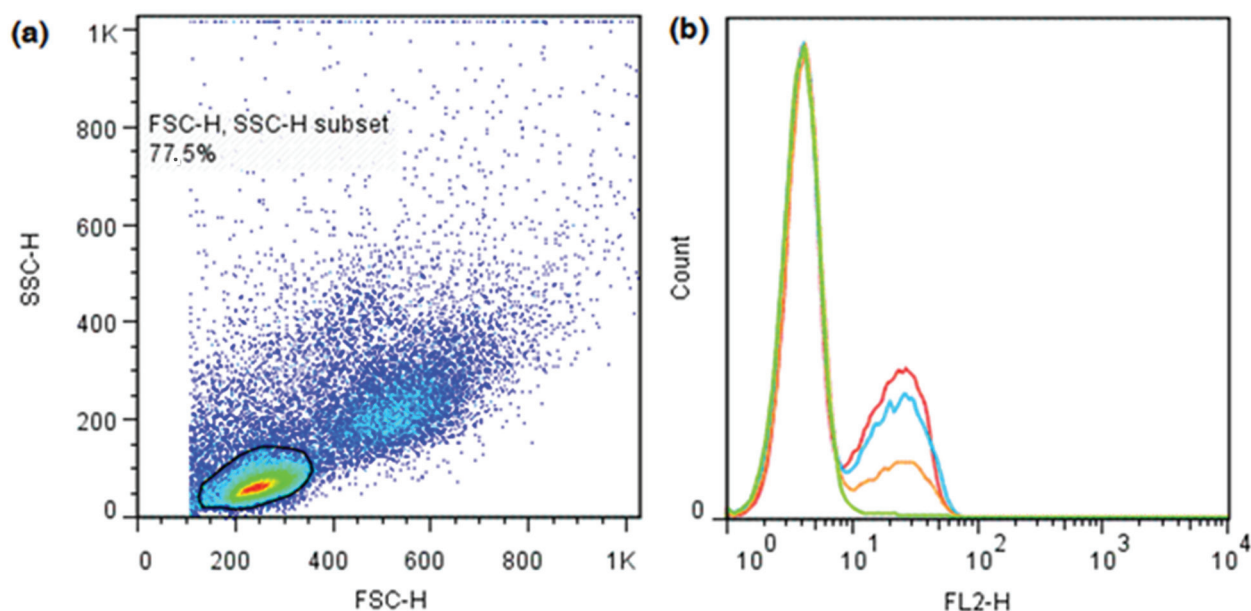 (a)
1K
800
600
400
200
0
SSC-H
FSC-H, SSC-H subset
77.5%
0 200 400 600 800 1K
FSC-H
(b)
Count
0
10^0 10^1 10^2 10^3 10^4
FL2-H